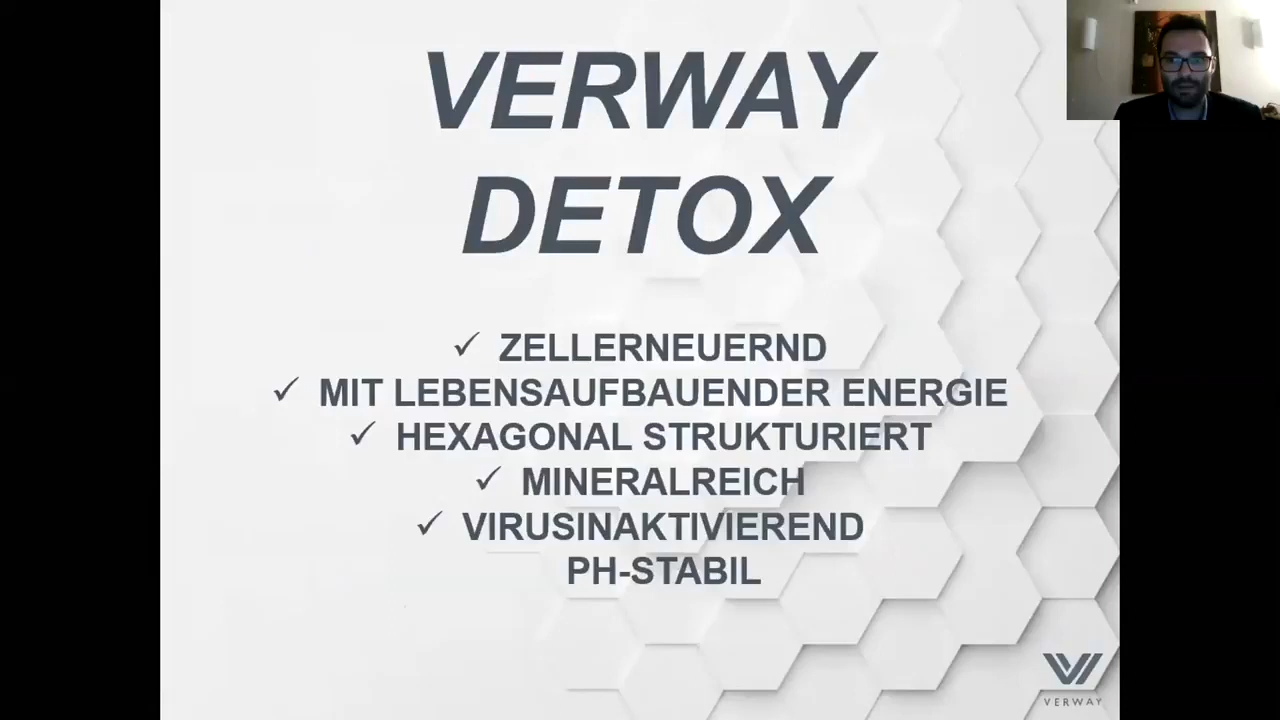 VERWAY
DETOX
✓ ZELLERNEUERND
✓ MIT LEBENSAUFBAUENDER ENERGIE
✓ HEXAGONAL STRUKTURIERT
✓ MINERALREICH
✓ VIRUSINAKTIVIEREND
PH-STABIL
VERWAY